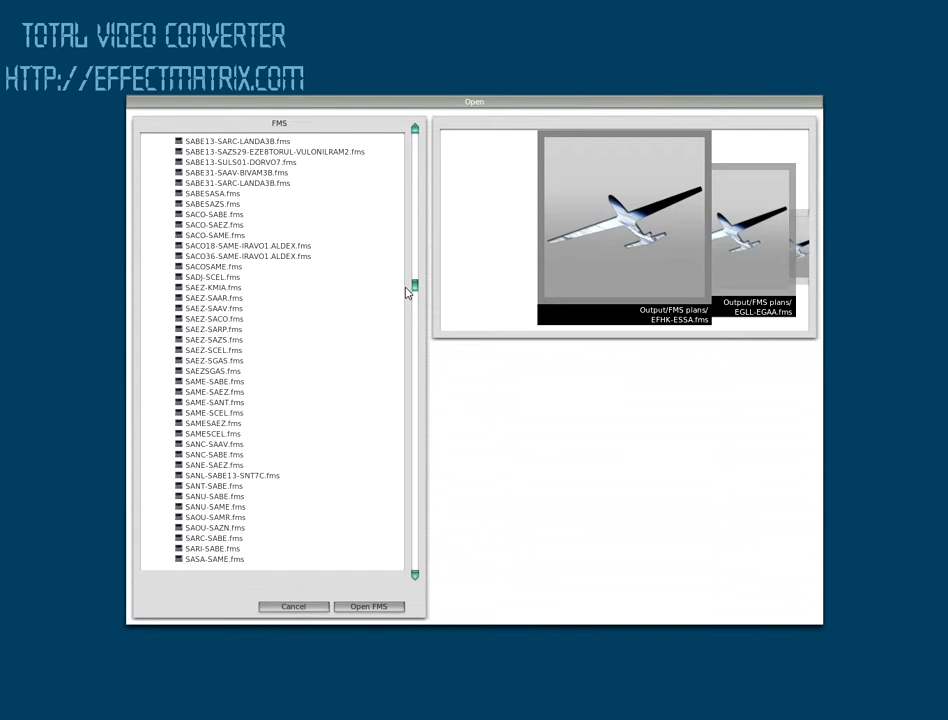 TOTAL VIDEO CONVERTER
HTTP://EFFECTMATRIX.COM
Open
FMS
SABE13-SARC-LANDA3B.fms
SABE13-SAZS29-EZE8TORUL-VULONILRAM2.fms
SABE13-SULS01-DORVO7.fms
SABE31-SAAV-BIVAM3B.fms
SABE31-SARC-LANDA3B.fms
SABESASA.fms
SABESAZS.fms
SACO-SABE.fms
SACO-SAEZ.fms
SACO-SAME.fms
SACO18-SAME-IRAVO1.ALDEX.fms
SACO36-SAME-IRAVO1.ALDEX.fms
SACOSAME.fms
SADJ-SCEL.fms
SAEZ-KMIA.fms
SAEZ-SAAR.fms
SAEZ-SAAV.fms
SAEZ-SACO.fms
SAEZ-SARP.fms
SAEZ-SAZS.fms
SAEZ-SCEL.fms
SAEZ-SGAS.fms
SAEZSGAS.fms
SAME-SABE.fms
SAME-SAEZ.fms
SAME-SANT.fms
SAME-SCEL.fms
SAMESAEZ.fms
SAMESCEL.fms
SANC-SAAV.fms
SANC-SABE.fms
SANE-SAEZ.fms
SANL-SABE13-SNT7C.fms
SANT-SABE.fms
SANU-SABE.fms
SANU-SAME.fms
SAOU-SAMR.fms
SAOU-SAZN.fms
SARC-SABE.fms
SARI-SABE.fms
SASA-SAME.fms
Cancel
Open FMS
Output/FMS plans/
EFHK-ESSA.fms
Output/FMS plans/
EGLL-EGAA.fms